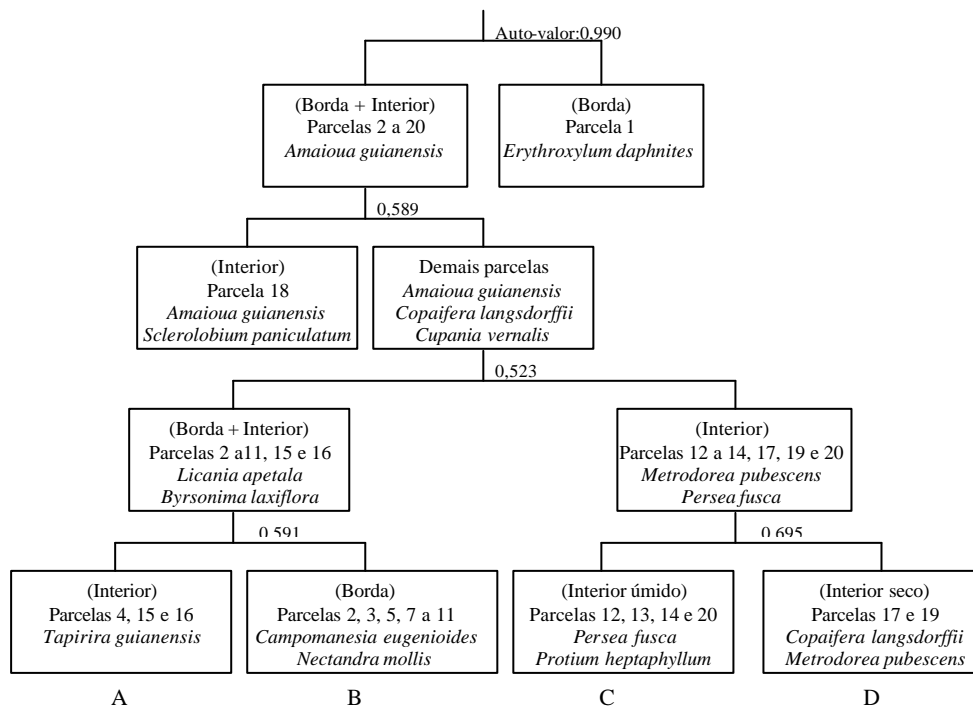 Auto-valor:0,990
(Borda + Interior)
Parcelas 2 a 20
Amaioua guianensis
(Borda)
Parcela 1
Erythroxylum daphnites
0,589
(Interior)
Parcela 18
Amaioua guianensis
Sclerolobium paniculatum
Demais parcelas
Amaioua guianensis
Copaifera langsdorffii
Cupania vernalis
0,523
(Borda + Interior)
Parcelas 2 a11, 15 e 16
Licania apetala
Byrsonima laxiflora
(Interior)
Parcelas 12 a 14, 17, 19 e 20
Metrodorea pubescens
Persea fusca
0,591
0,695
(Interior)
Parcelas 4, 15 e 16
Tapirira guianensis
(Borda)
Parcelas 2, 3, 5, 7 a 11
Campomanesia eugenioides
Nectandra mollis
(Interior úmido)
Parcelas 12, 13, 14 e 20
Persea fusca
Protium heptaphyllum
(Interior seco)
Parcelas 17 e 19
Copaifera langsdorffii
Metrodorea pubescens
A
B
C
D